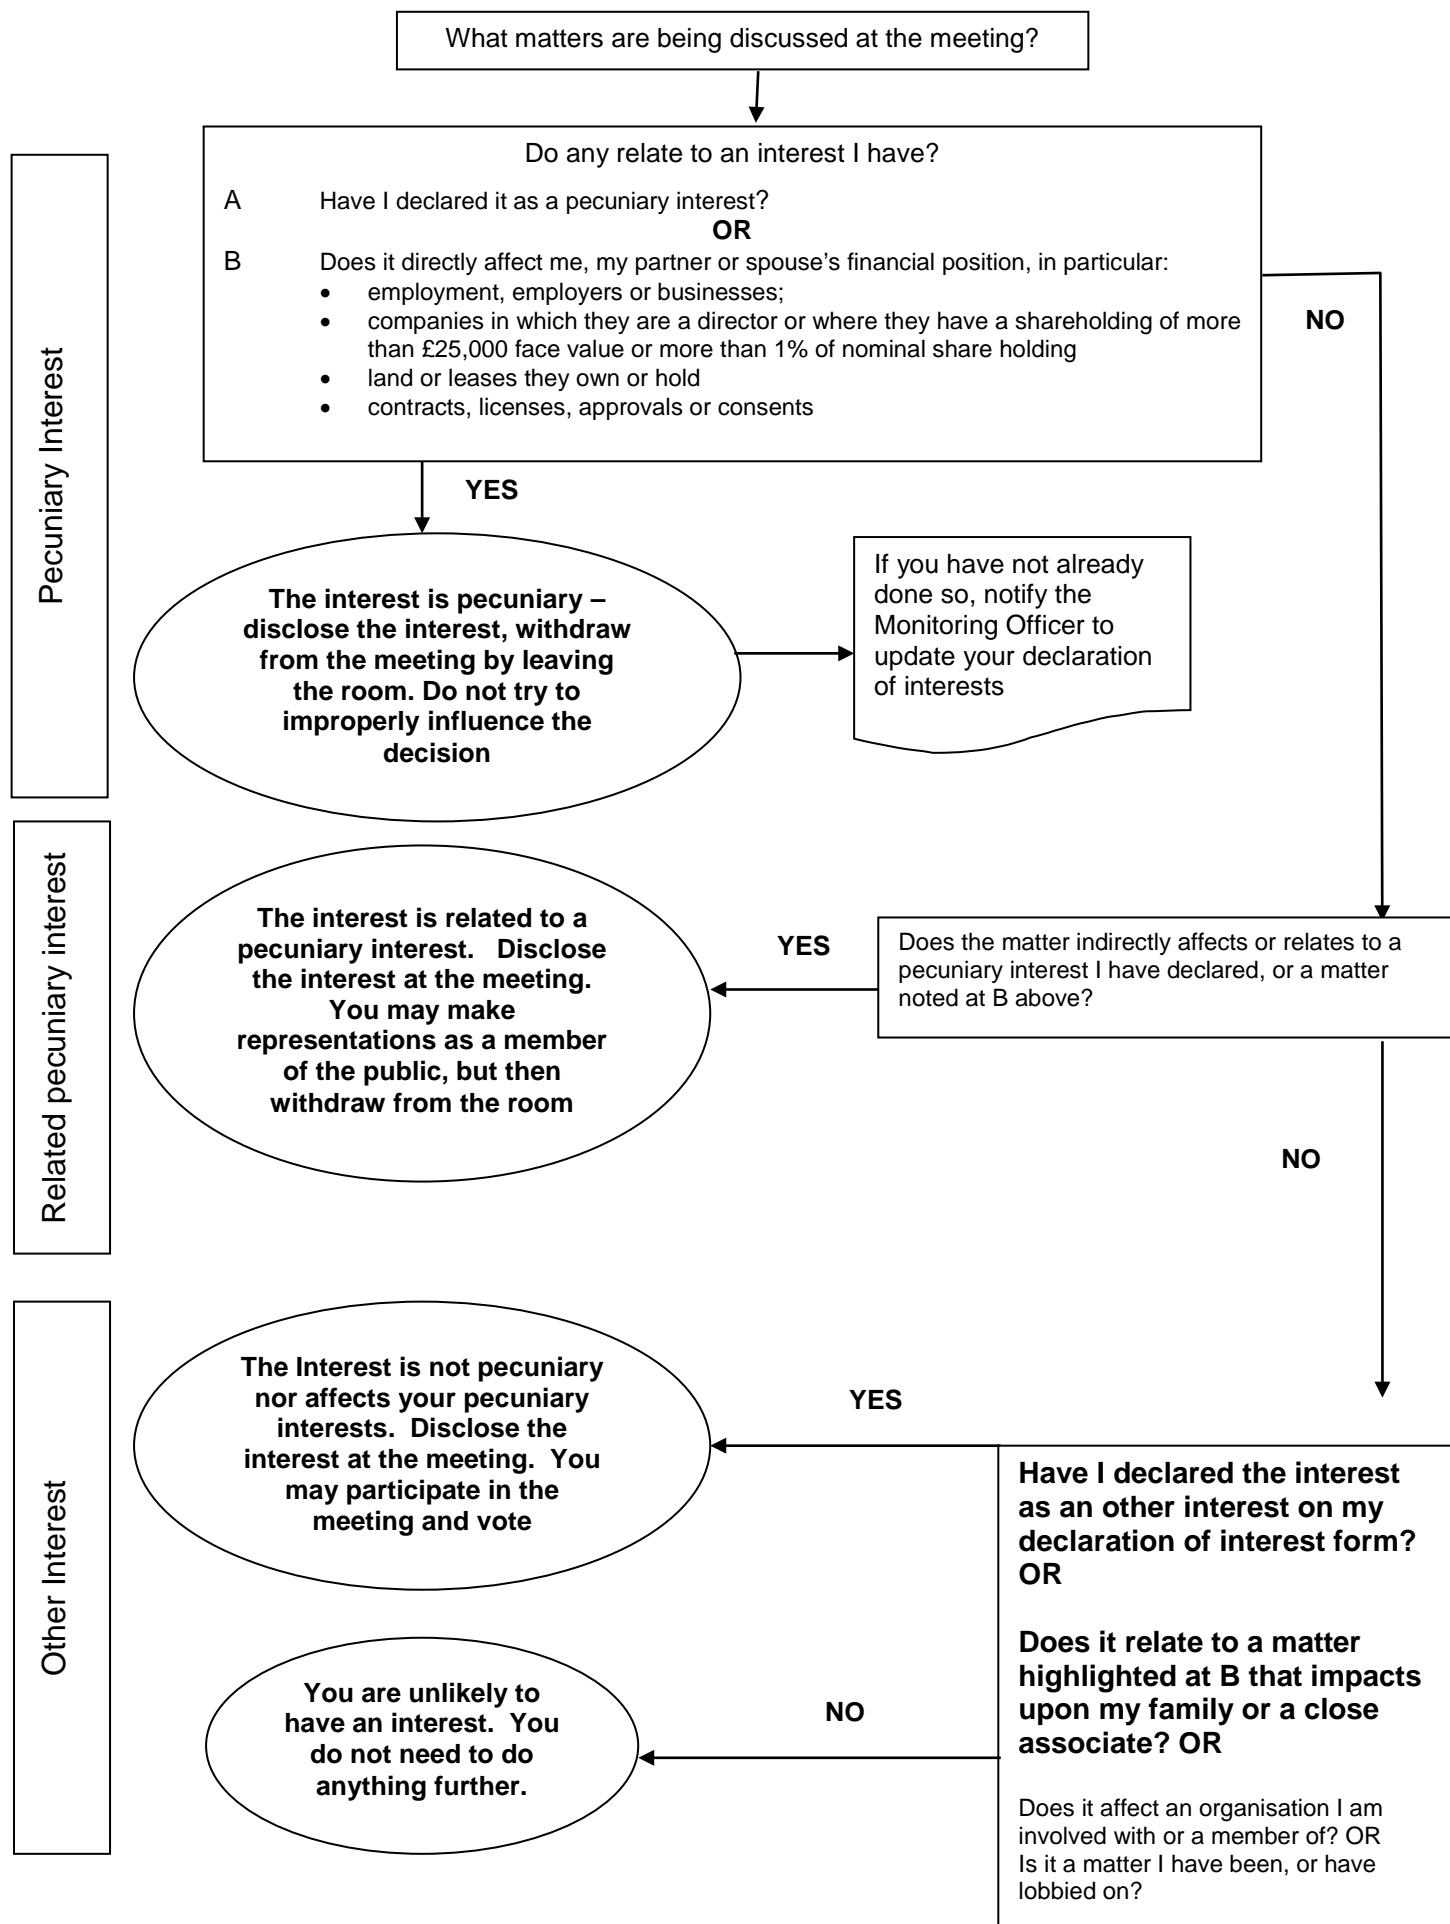 What matters are being discussed at the meeting?
Pecuniary Interest
Do any relate to an interest I have?
A Have I declared it as a pecuniary interest?
OR
B Does it directly affect me, my partner or spouse's financial position, in particular:
• employment, employers or businesses;
• companies in which they are a director or where they have a shareholding of more
than £25,000 face value or more than 1% of nominal share holding
• land or leases they own or hold
• contracts, licenses, approvals or consents
NO
YES
The interest is pecuniary –
disclose the interest, withdraw
from the meeting by leaving
the room. Do not try to
improperly influence the
decision
If you have not already
done so, notify the
Monitoring Officer to
update your declaration
of interests
Related pecuniary interest
The interest is related to a
pecuniary interest. Disclose
the interest at the meeting.
You may make
representations as a member
of the public, but then
withdraw from the room
YES
Does the matter indirectly affects or relates to a
pecuniary interest I have declared, or a matter
noted at B above?
NO
Other Interest
The Interest is not pecuniary
nor affects your pecuniary
interests. Disclose the
interest at the meeting. You
may participate in the
meeting and vote
YES
Have I declared the interest
as an other interest on my
declaration of interest form?
OR
Does it relate to a matter
highlighted at B that impacts
upon my family or a close
associate? OR
Does it affect an organisation I am
involved with or a member of? OR
Is it a matter I have been, or have
lobbied on?
NO
You are unlikely to
have an interest. You
do not need to do
anything further.